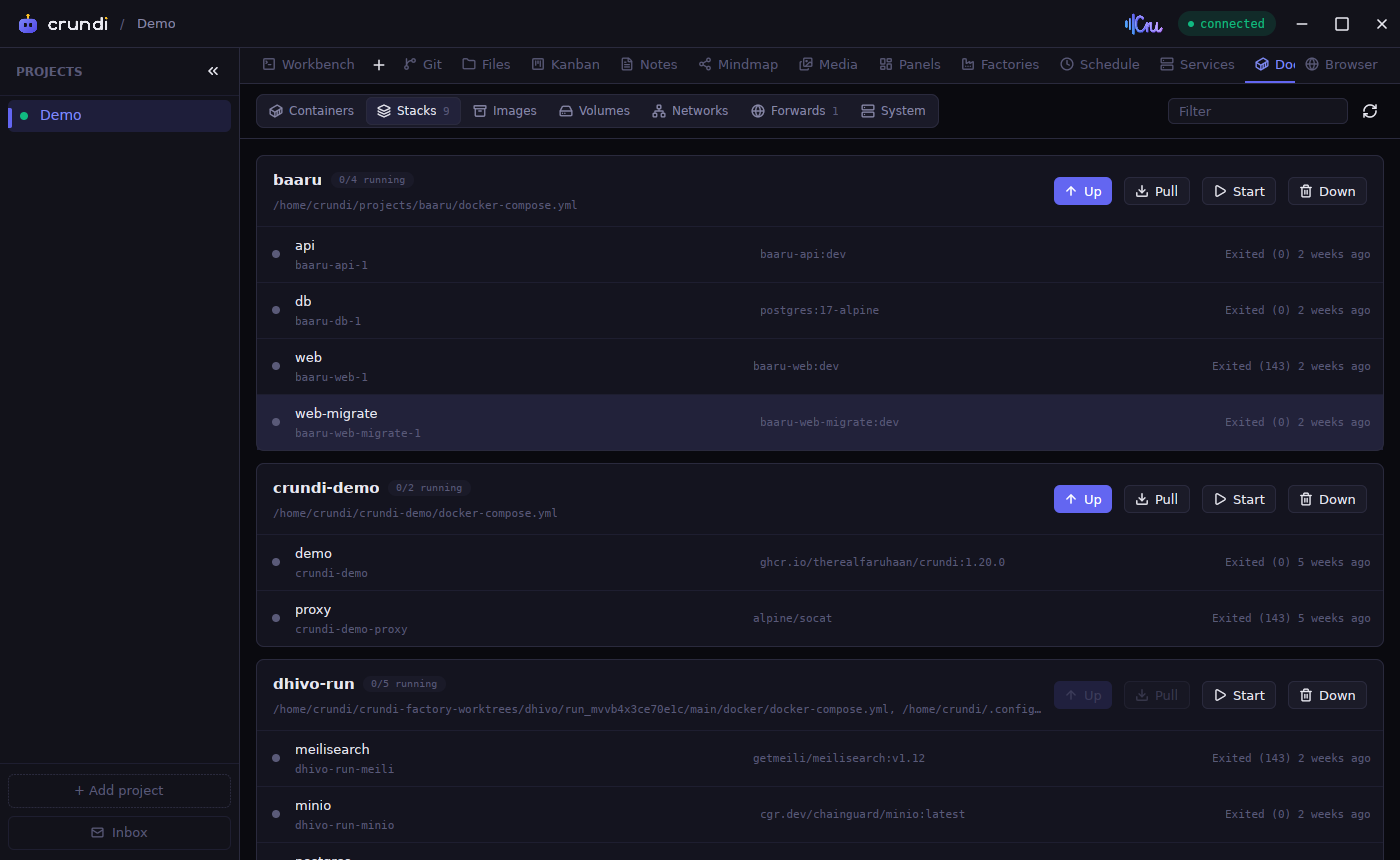 crundi / Demo
Cru
connected
PROJECTS
Workbench + Git Files Kanban Notes Mindmap Media Panels Factories Schedule Services Doc Browser
Demo
Containers Stacks 9 Images Volumes Networks Forwards 1 System
Filter
baaru 0/4 running
/home/crundi/projects/baaru/docker-compose.yml
Up Pull Start Down
api
baaru-api-1
baaru-api:dev
Exited (0) 2 weeks ago
db
baaru-db-1
postgres:17-alpine
Exited (0) 2 weeks ago
web
baaru-web-1
baaru-web:dev
Exited (143) 2 weeks ago
web-migrate
baaru-web-migrate-1
baaru-web-migrate:dev
Exited (0) 2 weeks ago
crundi-demo 0/2 running
/home/crundi/crundi-demo/docker-compose.yml
Up Pull Start Down
demo
crundi-demo
ghcr.io/therealfaruhaan/crundi:1.20.0
Exited (0) 5 weeks ago
proxy
crundi-demo-proxy
alpine/socat
Exited (143) 5 weeks ago
dhivo-run 0/5 running
/home/crundi/crundi-factory-worktrees/dhivo/run_mvvb4x3ce70e1c/main/docker/docker-compose.yml, /home/crundi/.config…
Up Pull Start Down
meilisearch
dhivo-run-meili
getmeili/meilisearch:v1.12
Exited (143) 2 weeks ago
minio
dhivo-run-minio
cgr.dev/chainguard/minio:latest
Exited (0) 2 weeks ago
+ Add project
Inbox